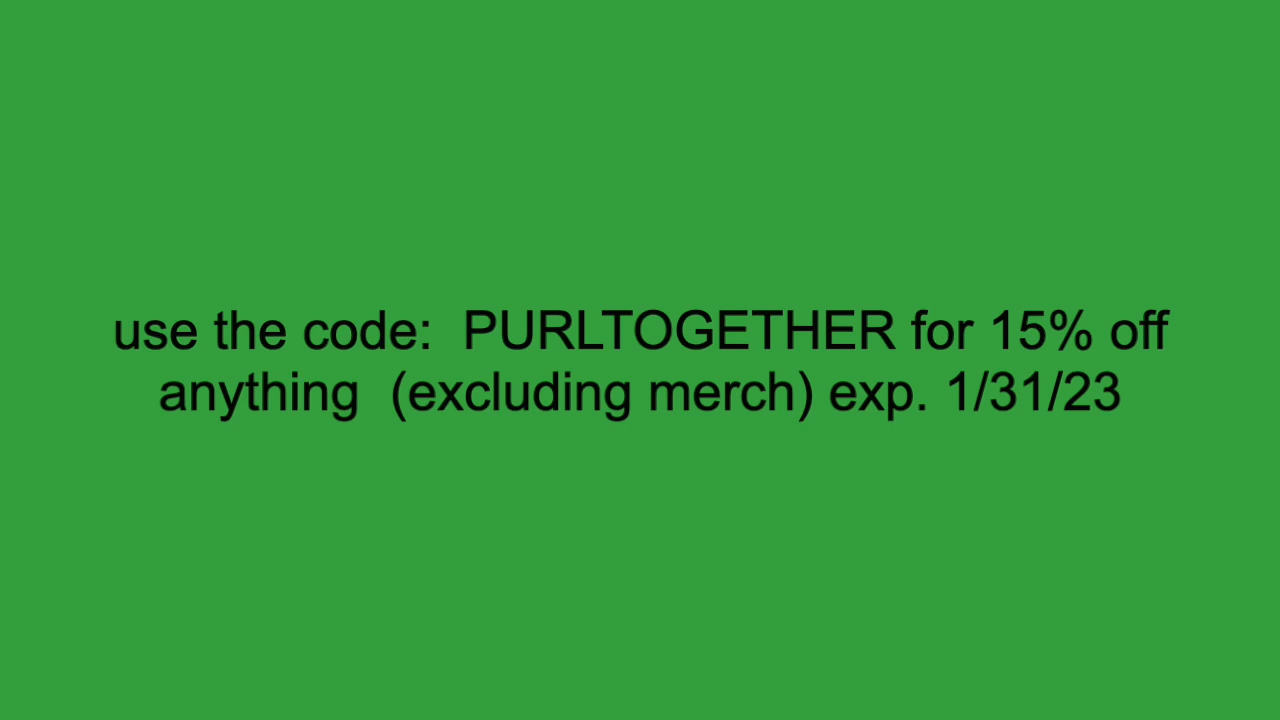 use the code:  PURLTOGETHER for 15% off
anything  (excluding merch) exp. 1/31/23